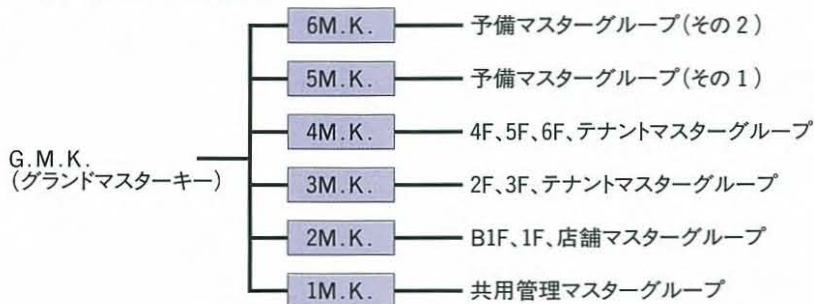 6M.K. 予備マスターグループ(その2)
5M.K. 予備マスターグループ(その1)
4M.K. 4F、5F、6F、テナントマスターグループ
G.M.K.
(グランドマスターキー)
3M.K. 2F、3F、テナントマスターグループ
2M.K. B1F、1F、店舗マスターグループ
1M.K. 共用管理マスターグループ